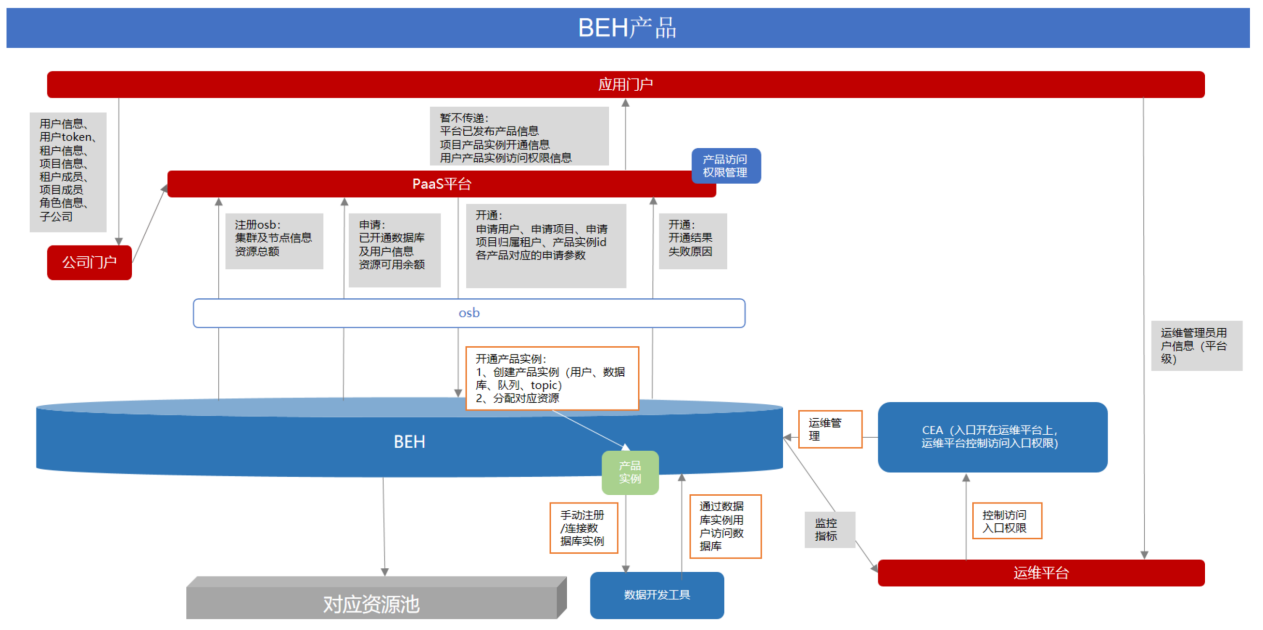 BEH产品
应用门户
用户信息、
用户token、
租户信息、
项目信息、
租户成员、
项目成员
角色信息、
子公司
暂不传递：
平台已发布产品信息
项目产品实例开通信息
用户产品实例访问权限信息
产品访问
权限管理
PaaS平台
公司门户
注册osb：
集群及节点信息
资源总额
申请：
已开通数据库
及用户信息
资源可用余额
开通：
申请用户、申请项目、申请
项目归属租户、产品实例id
各产品对应的申请参数
开通：
开通结果
失败原因
osb
运维管理员用
户信息（平台
级）
开通产品实例：
1、创建产品实例（用户、数据
库、队列、topic）
2、分配对应资源
BEH
运维管
理
CEA（入口开在运维平台上，
运维平台控制访问入口权限）
产品
实例
手动注册
/连接数
据库实例
通过数据
库实例用
户访问数
据库
监控
指标
控制访问
入口权限
运维平台
对应资源池
数据开发工具